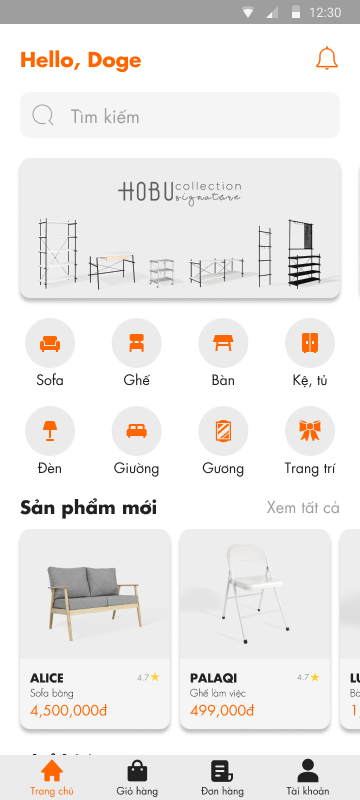 12:30
Hello, Doge
Tìm kiếm
HOBU collection
signature
Sofa Ghế Bàn Kệ, tủ
Đèn Giường Gương Trang trí
Sản phẩm mới Xem tất cả
ALICE 4.7
Sofa băng
4,500,000đ
PALAQI 4.7
Ghế làm việc
499,000đ
Trang chủ Giỏ hàng Đơn hàng Tài khoản